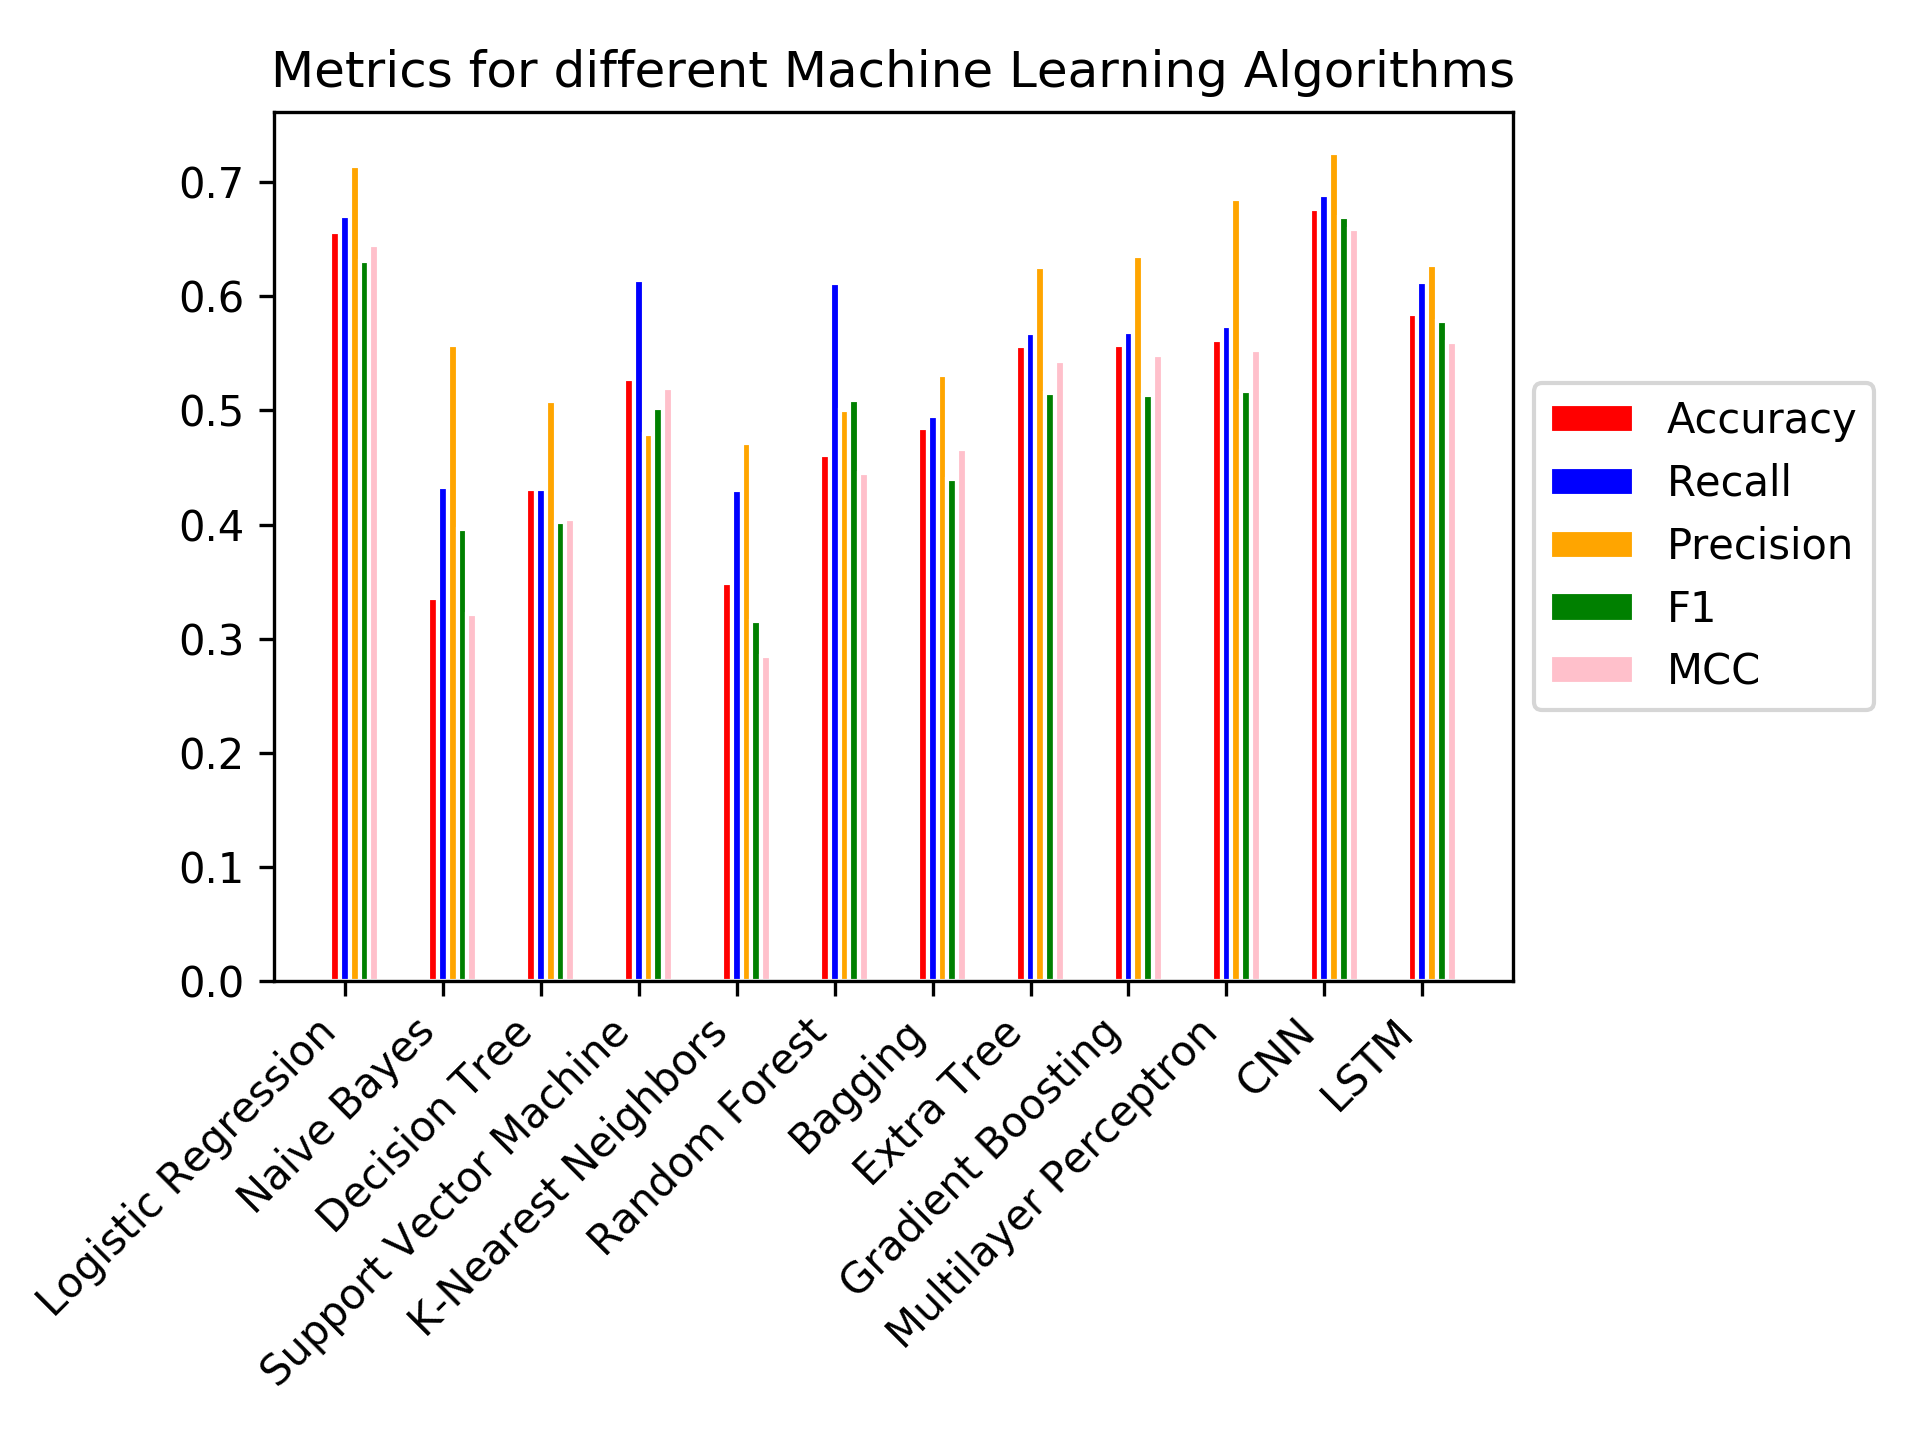 Metrics for different Machine Learning Algorithms
0.7
0.6
0.5
0.4
0.3
0.2
0.1
0.0
Accuracy
Recall
Precision
F1
MCC
Logistic Regression
Naive Bayes
Decision Tree
Support Vector Machine
K-Nearest Neighbors
Random Forest
Bagging
Extra Tree
Gradient Boosting
Multilayer Perceptron
CNN
LSTM